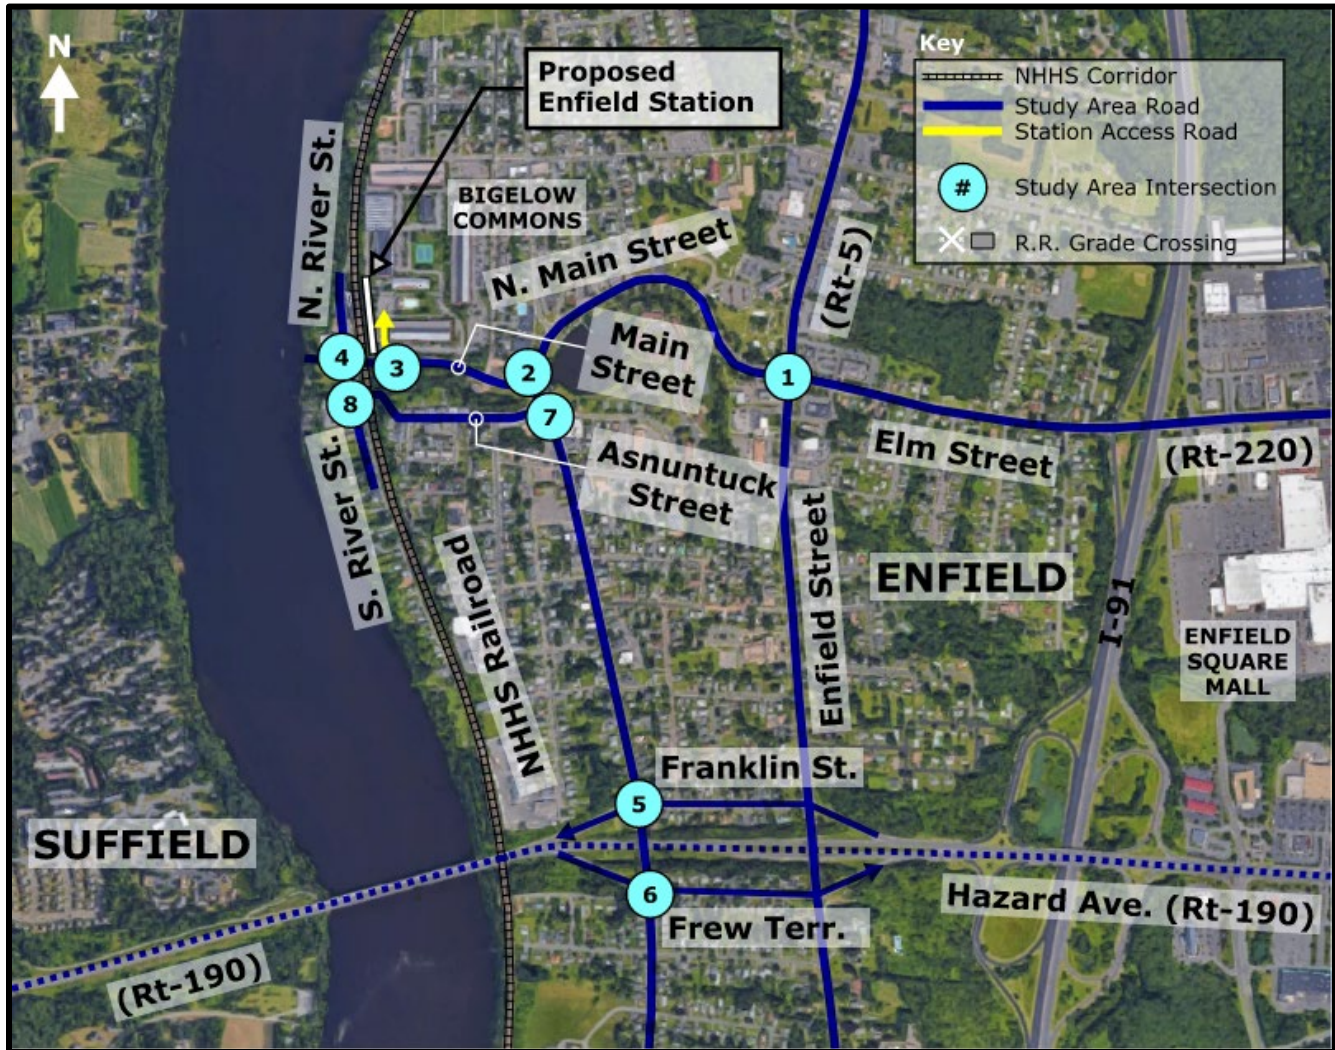 N
Proposed
Enfield Station
Key
NHHS Corridor
Study Area Road
Station Access Road
# Study Area Intersection
R.R. Grade Crossing
N. River St.
BIGELOW
COMMONS
N. Main Street
(Rt-5)
Main
Street
4
3
2
1
8
7
Elm Street
(Rt-220)
Asnuntuck
Street
S. River St.
NHHS Railroad
Enfield Street
ENFIELD
I-91
ENFIELD
SQUARE
MALL
Franklin St.
5
SUFFIELD
6
Hazard Ave. (Rt-190)
Frew Terr.
(Rt-190)